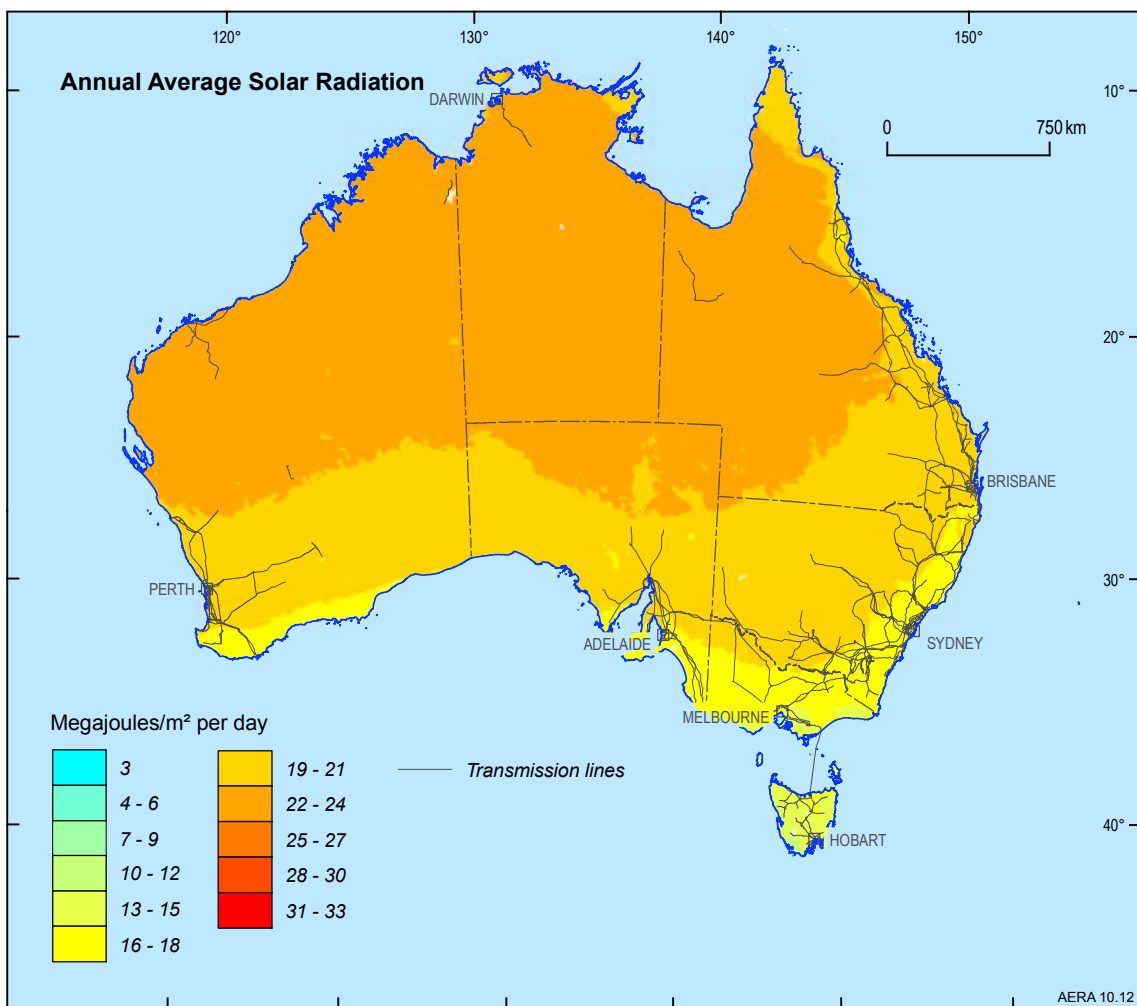 120°
130°
140°
150°
Annual Average Solar Radiation
DARWIN
10°
0
750 km
20°
BRISBANE
PERTH
30°
ADELAIDE
SYDNEY
MELBOURNE
Megajoules/m² per day
3
4 - 6
7 - 9
10 - 12
13 - 15
16 - 18
19 - 21
22 - 24
25 - 27
28 - 30
31 - 33
Transmission lines
40°
HOBART
AERA 10.12